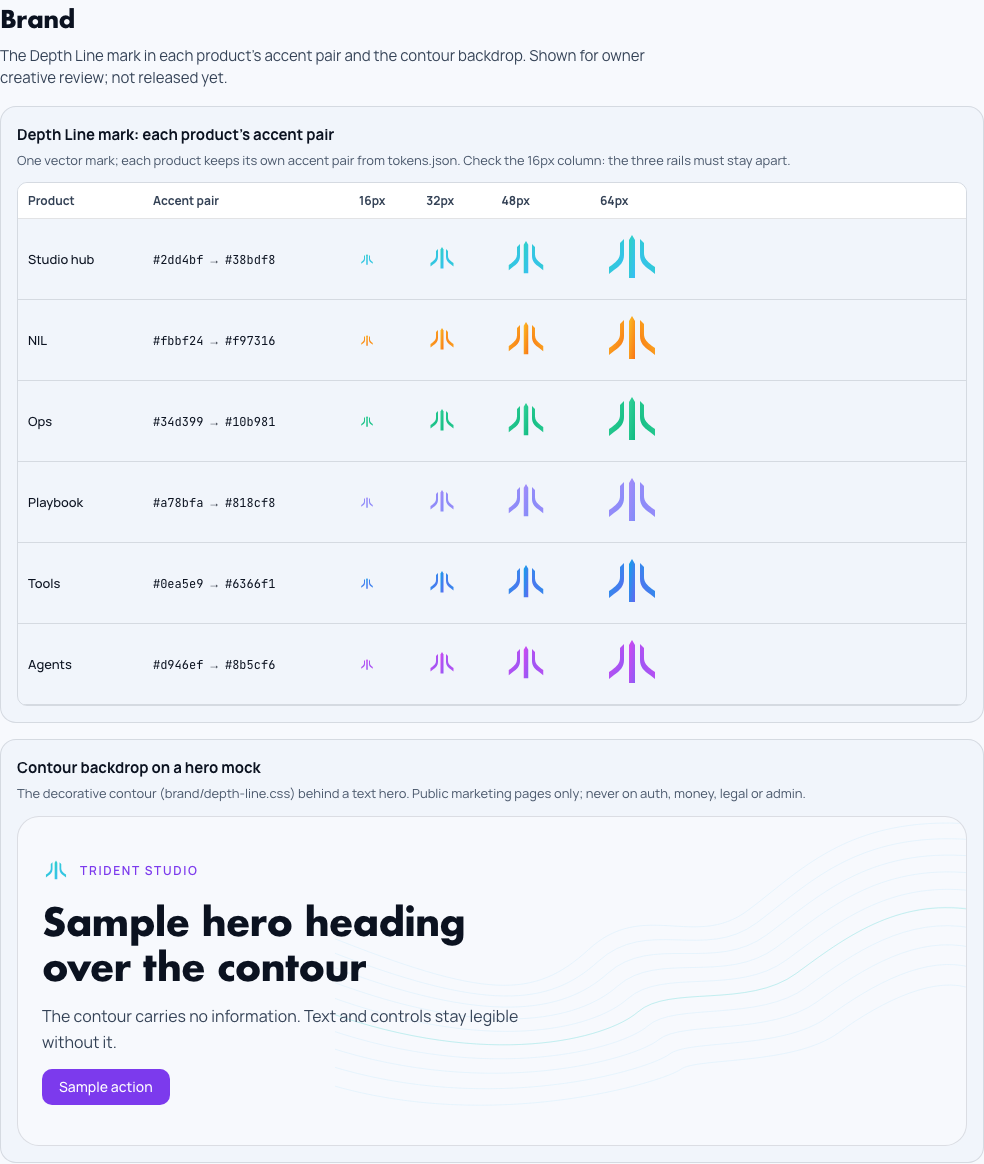 Brand
The Depth Line mark in each product's accent pair and the contour backdrop. Shown for owner
creative review; not released yet.
Depth Line mark: each product's accent pair
One vector mark; each product keeps its own accent pair from tokens.json. Check the 16px column: the three rails must stay apart.
Product Accent pair 16px 32px 48px 64px
Studio hub #2dd4bf → #38bdf8
NIL #fbbf24 → #f97316
Ops #34d399 → #10b981
Playbook #a78bfa → #818cf8
Tools #0ea5e9 → #6366f1
Agents #d946ef → #8b5cf6
Contour backdrop on a hero mock
The decorative contour (brand/depth-line.css) behind a text hero. Public marketing pages only; never on auth, money, legal or admin.
TRIDENT STUDIO
Sample hero heading
over the contour
The contour carries no information. Text and controls stay legible
without it.
Sample action